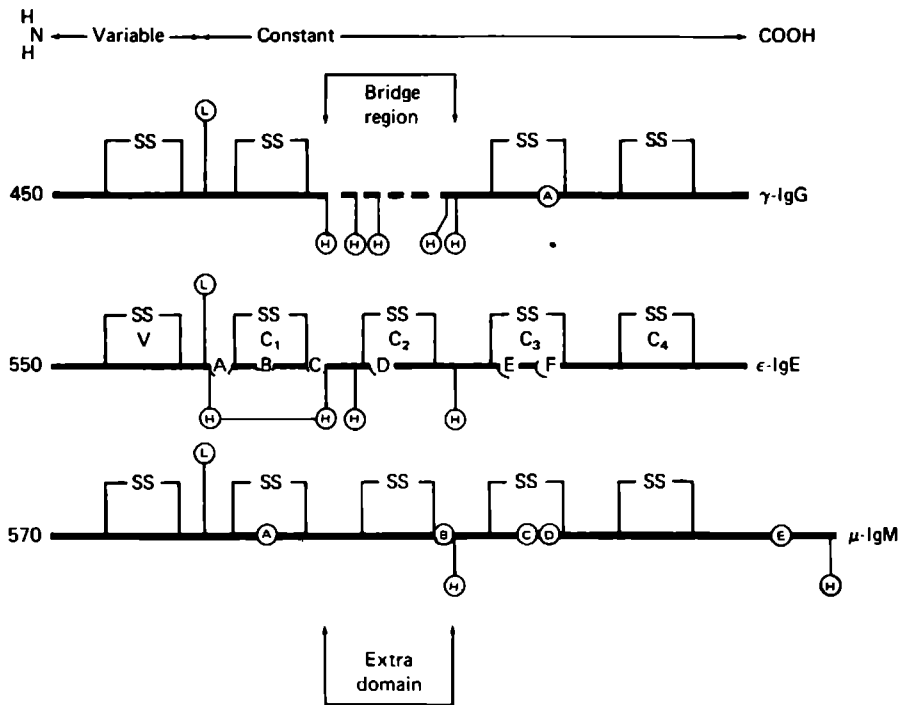 H
N Variable Constant COOH
H
Bridge
region
L
SS SS SS SS
450 A γ-IgG
H H H H H
L
SS SS SS SS SS
V C1 C2 C3 C4
550 A B C D E F ϵ-IgE
H H H H
L
SS SS SS SS SS
570 A B C D E μ-IgM
H H
Extra
domain